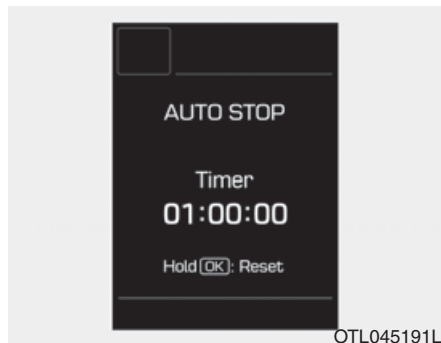 AUTO STOP
Timer
01:00:00
Hold OK : Reset
OTL045191L